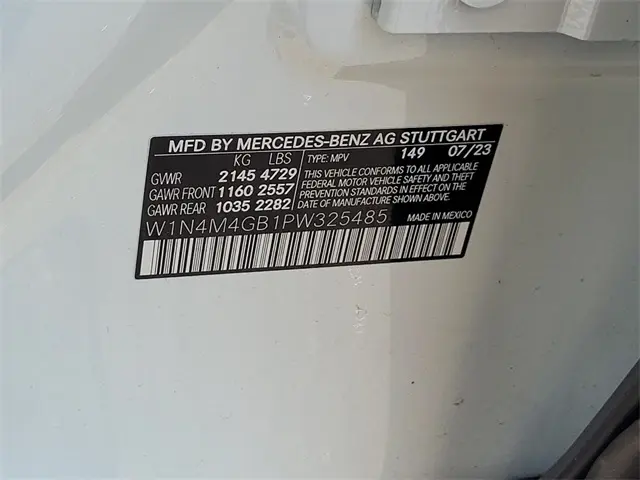 MFD BY MERCEDES-BENZ AG STUTTGART
KG LBS TYPE: MPV 149 07/23
GVWR 2145 4729
GAWR FRONT 1160 2557
GAWR REAR 1035 2282
THIS VEHICLE CONFORMS TO ALL APPLICABLE
FEDERAL MOTOR VEHICLE SAFETY AND THEFT
PREVENTION STANDARDS IN EFFECT ON THE
DATE OF MANUFACTURE SHOWN ABOVE.
W1N4M4GB1PW325485 MADE IN MEXICO